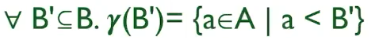 ∀ B'⊆B. γ(B')= {a∈A | a < B'}